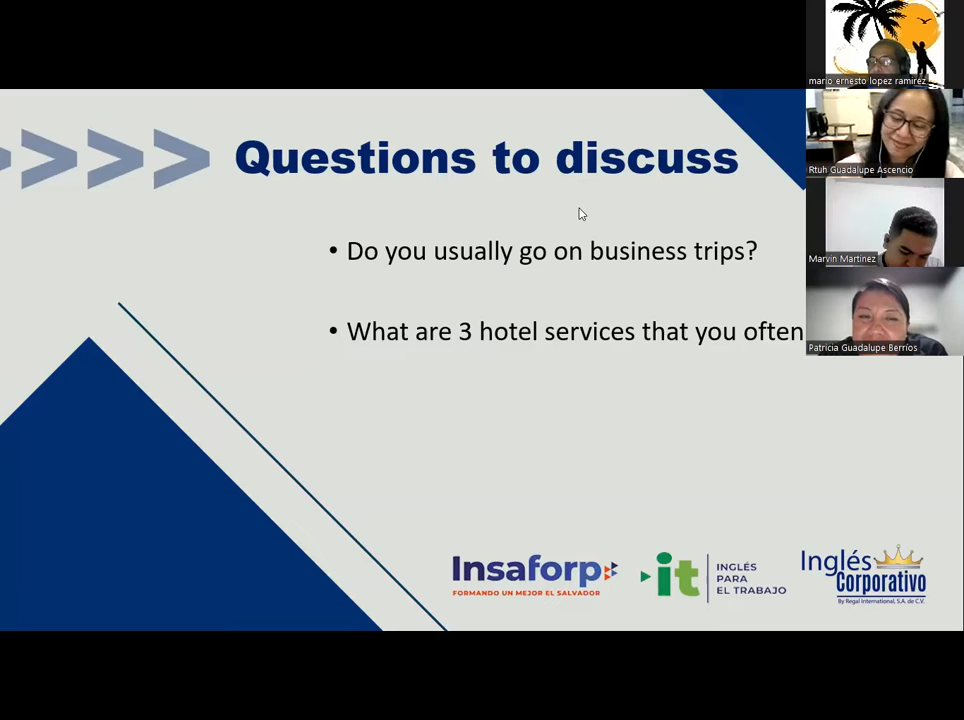 >>>> Questions to discuss
• Do you usually go on business trips?
• What are 3 hotel services that you often
mario ernesto lopez ramirez
Rtuh Guadalupe Ascencio
Marvin Martinez
Patricia Guadalupe Berríos
Insaforp
FORMANDO UN MEJOR EL SALVADOR
it
INGLÉS
PARA
EL TRABAJO
Inglés
Corporativo
By Regal International, S.A. de C.V.